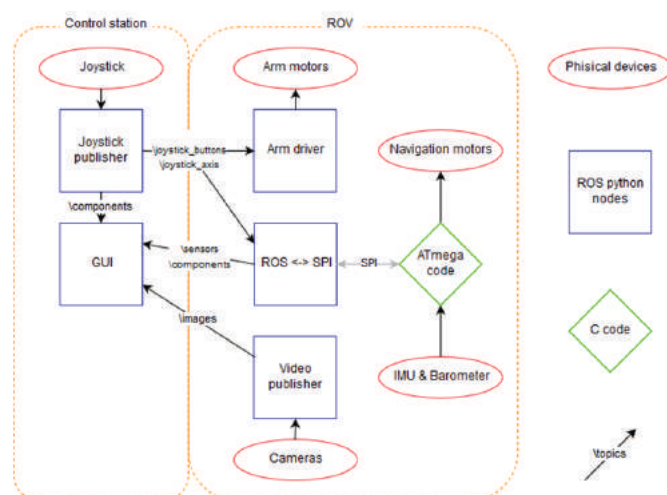 Control station
ROV
Joystick
Arm motors
Phisical devices
Joystick
publisher
\joystick_buttons
\joystick_axis
Arm driver
Navigation motors
ROS python
nodes
\components
GUI
\sensors
\components
ROS <-> SPI
SPI
ATmega
code
\images
Video
publisher
IMU & Barometer
C code
Cameras
\topics